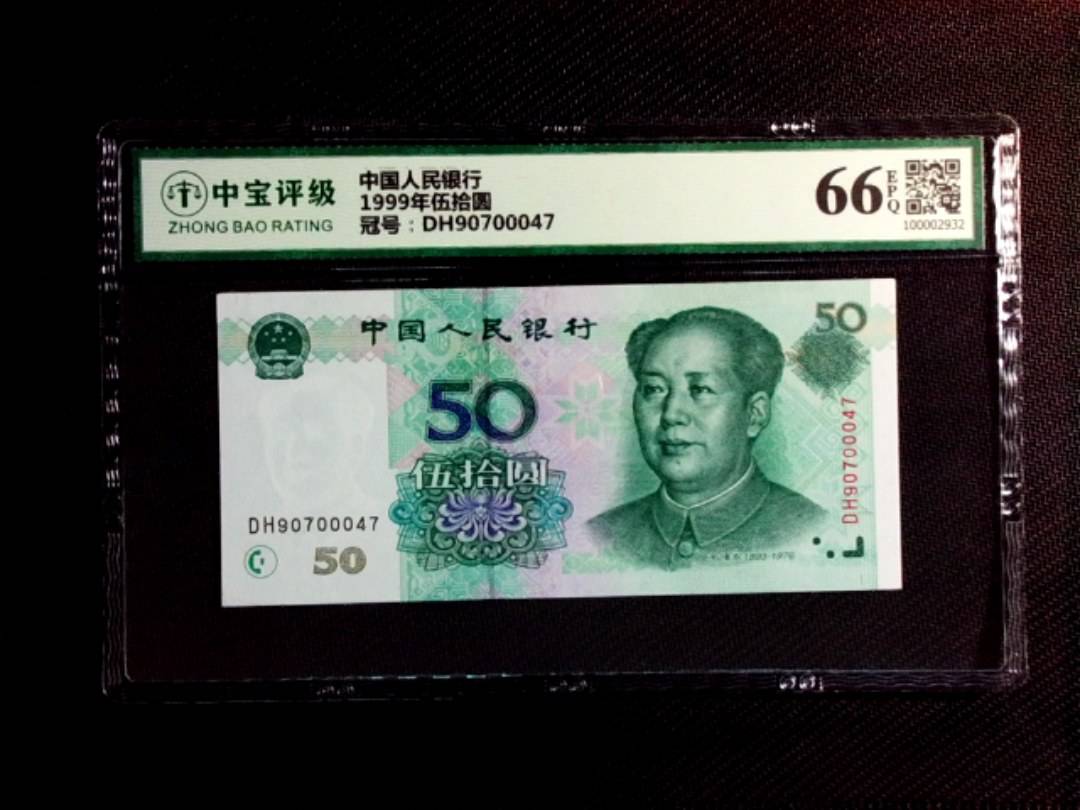 中宝评级
ZHONG BAO RATING
中国人民银行
1999年伍拾圆
冠号：DH90700047
66
EPQ
100002932
中国人民银行
50
50
伍拾圆
DH90700047
DH90700047
50
1893-1976